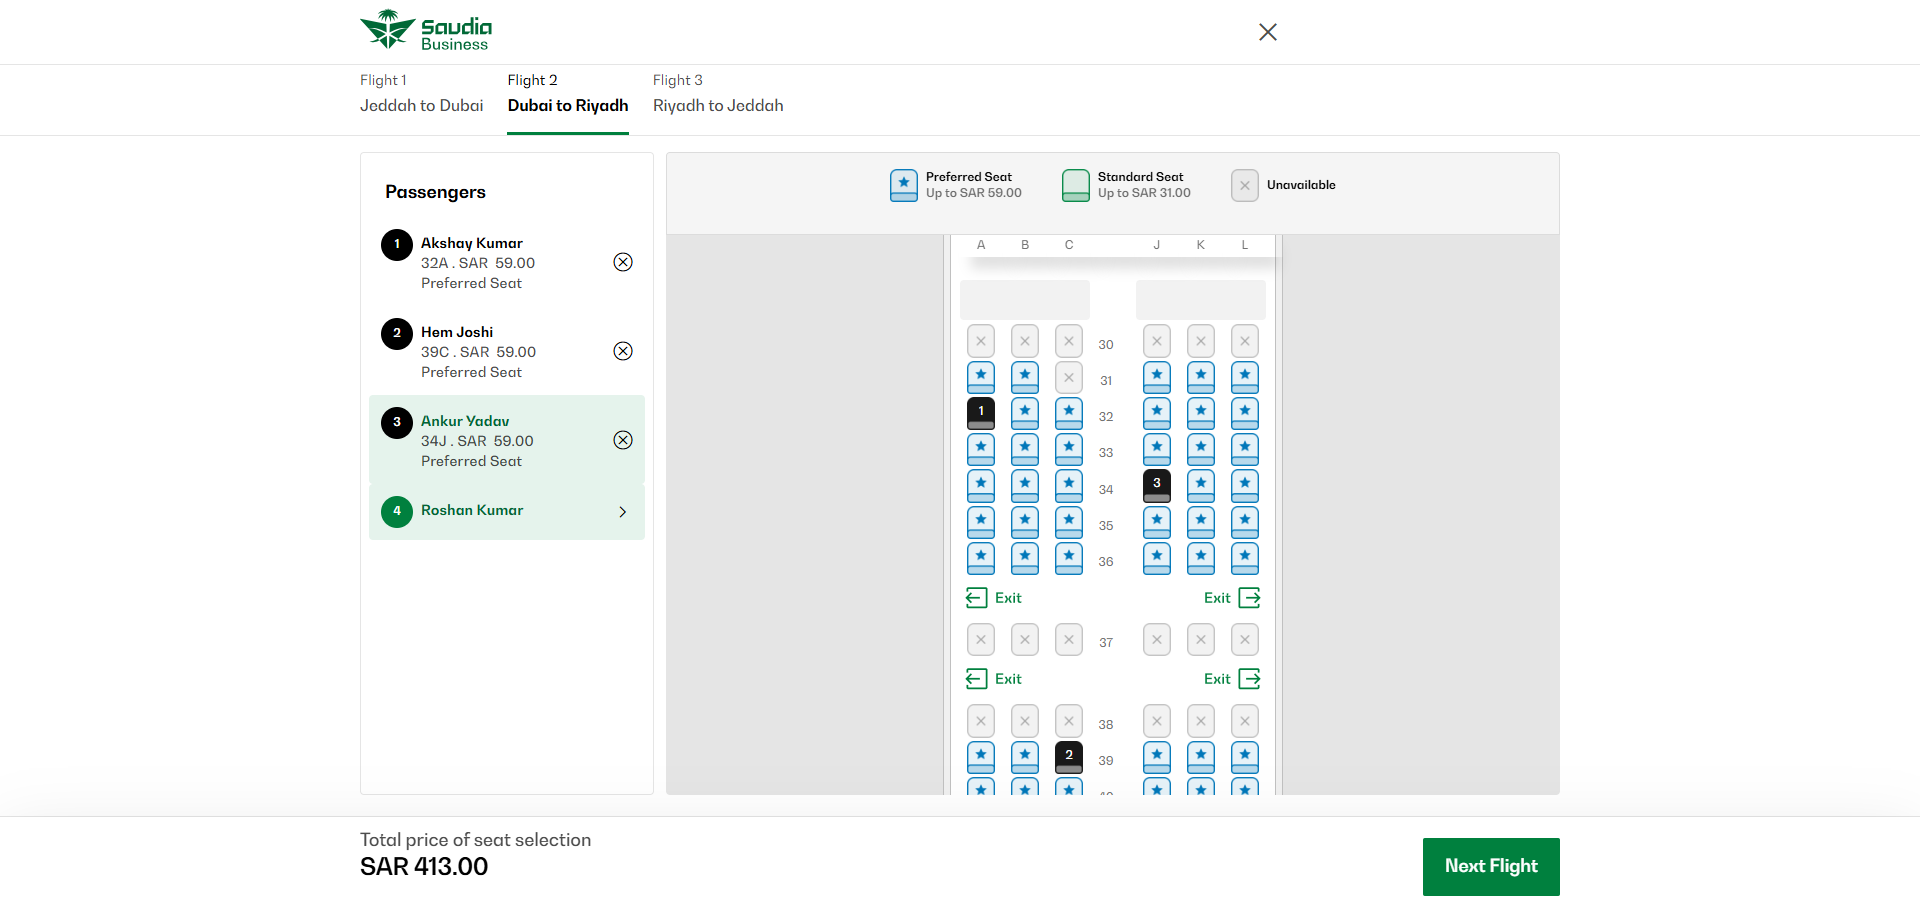 Saudia
Business
Flight 1
Jeddah to Dubai
Flight 2
Dubai to Riyadh
Flight 3
Riyadh to Jeddah
Passengers
1
Akshay Kumar
32A . SAR 59.00
Preferred Seat
2
Hem Joshi
39C . SAR 59.00
Preferred Seat
3
Ankur Yadav
34J . SAR 59.00
Preferred Seat
4
Roshan Kumar
Preferred Seat
Up to SAR 59.00
Standard Seat
Up to SAR 31.00
Unavailable
A B C J K L
30
31
1 32
33
34 3
35
36
Exit Exit
37
Exit Exit
38
2 39
Total price of seat selection
SAR 413.00
Next Flight